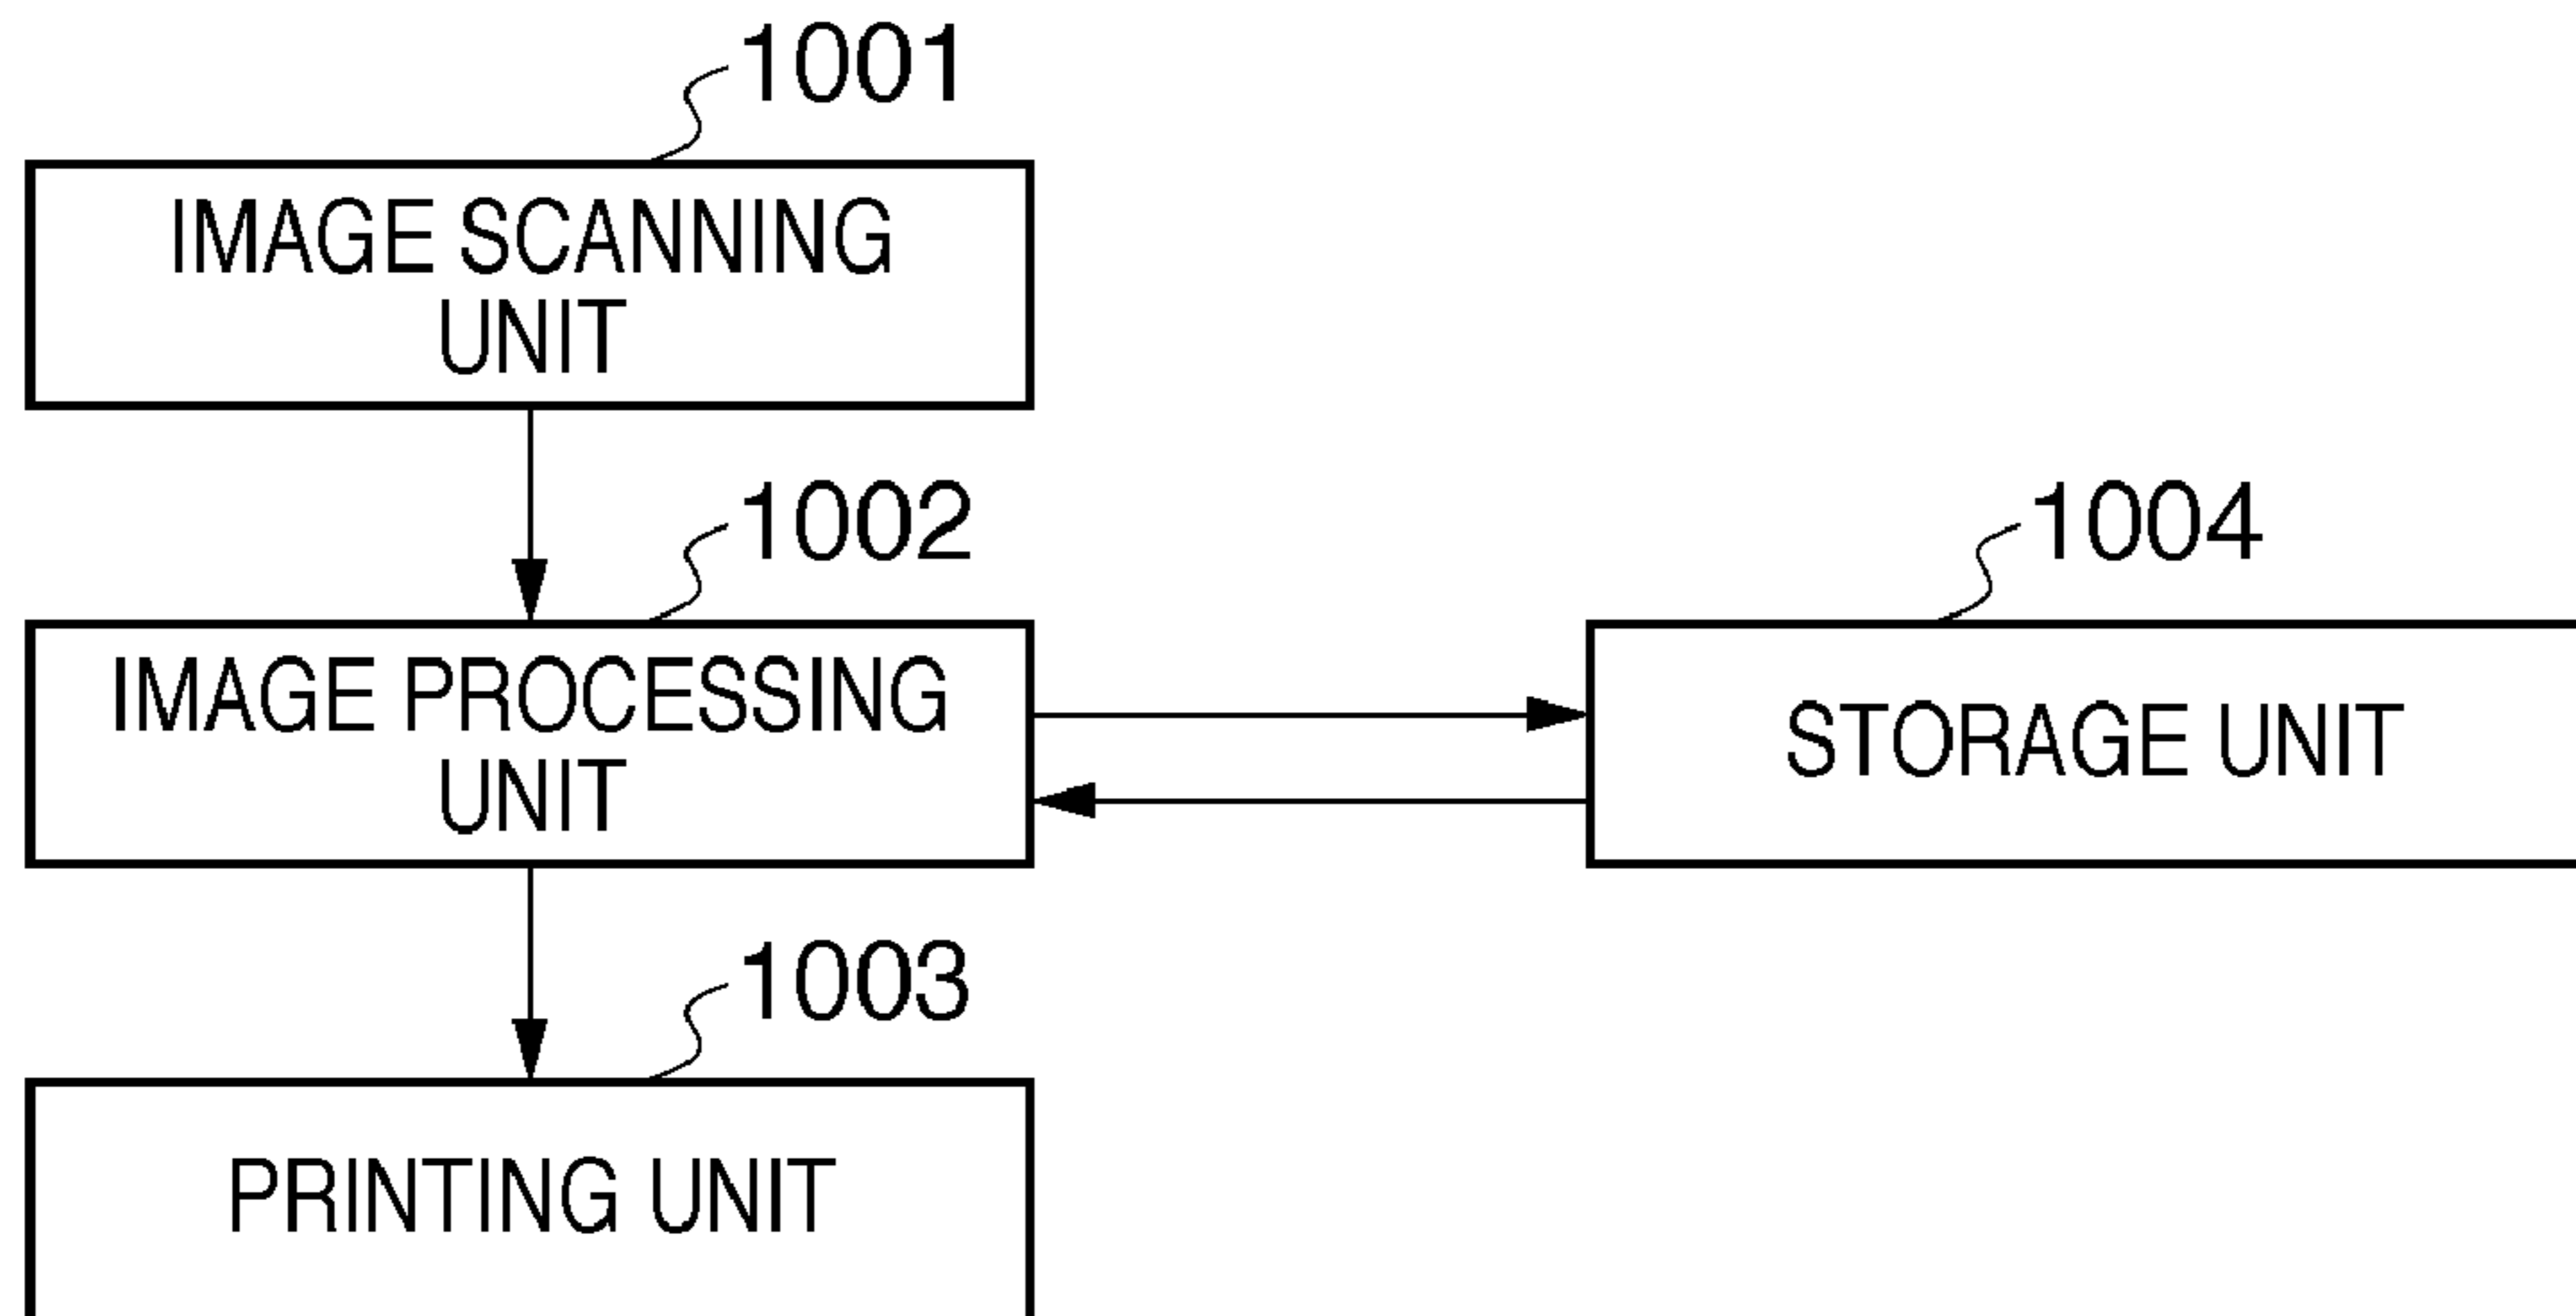 1001
IMAGE SCANNING
UNIT
1002
IMAGE PROCESSING
UNIT
1004
STORAGE UNIT
1003
PRINTING UNIT